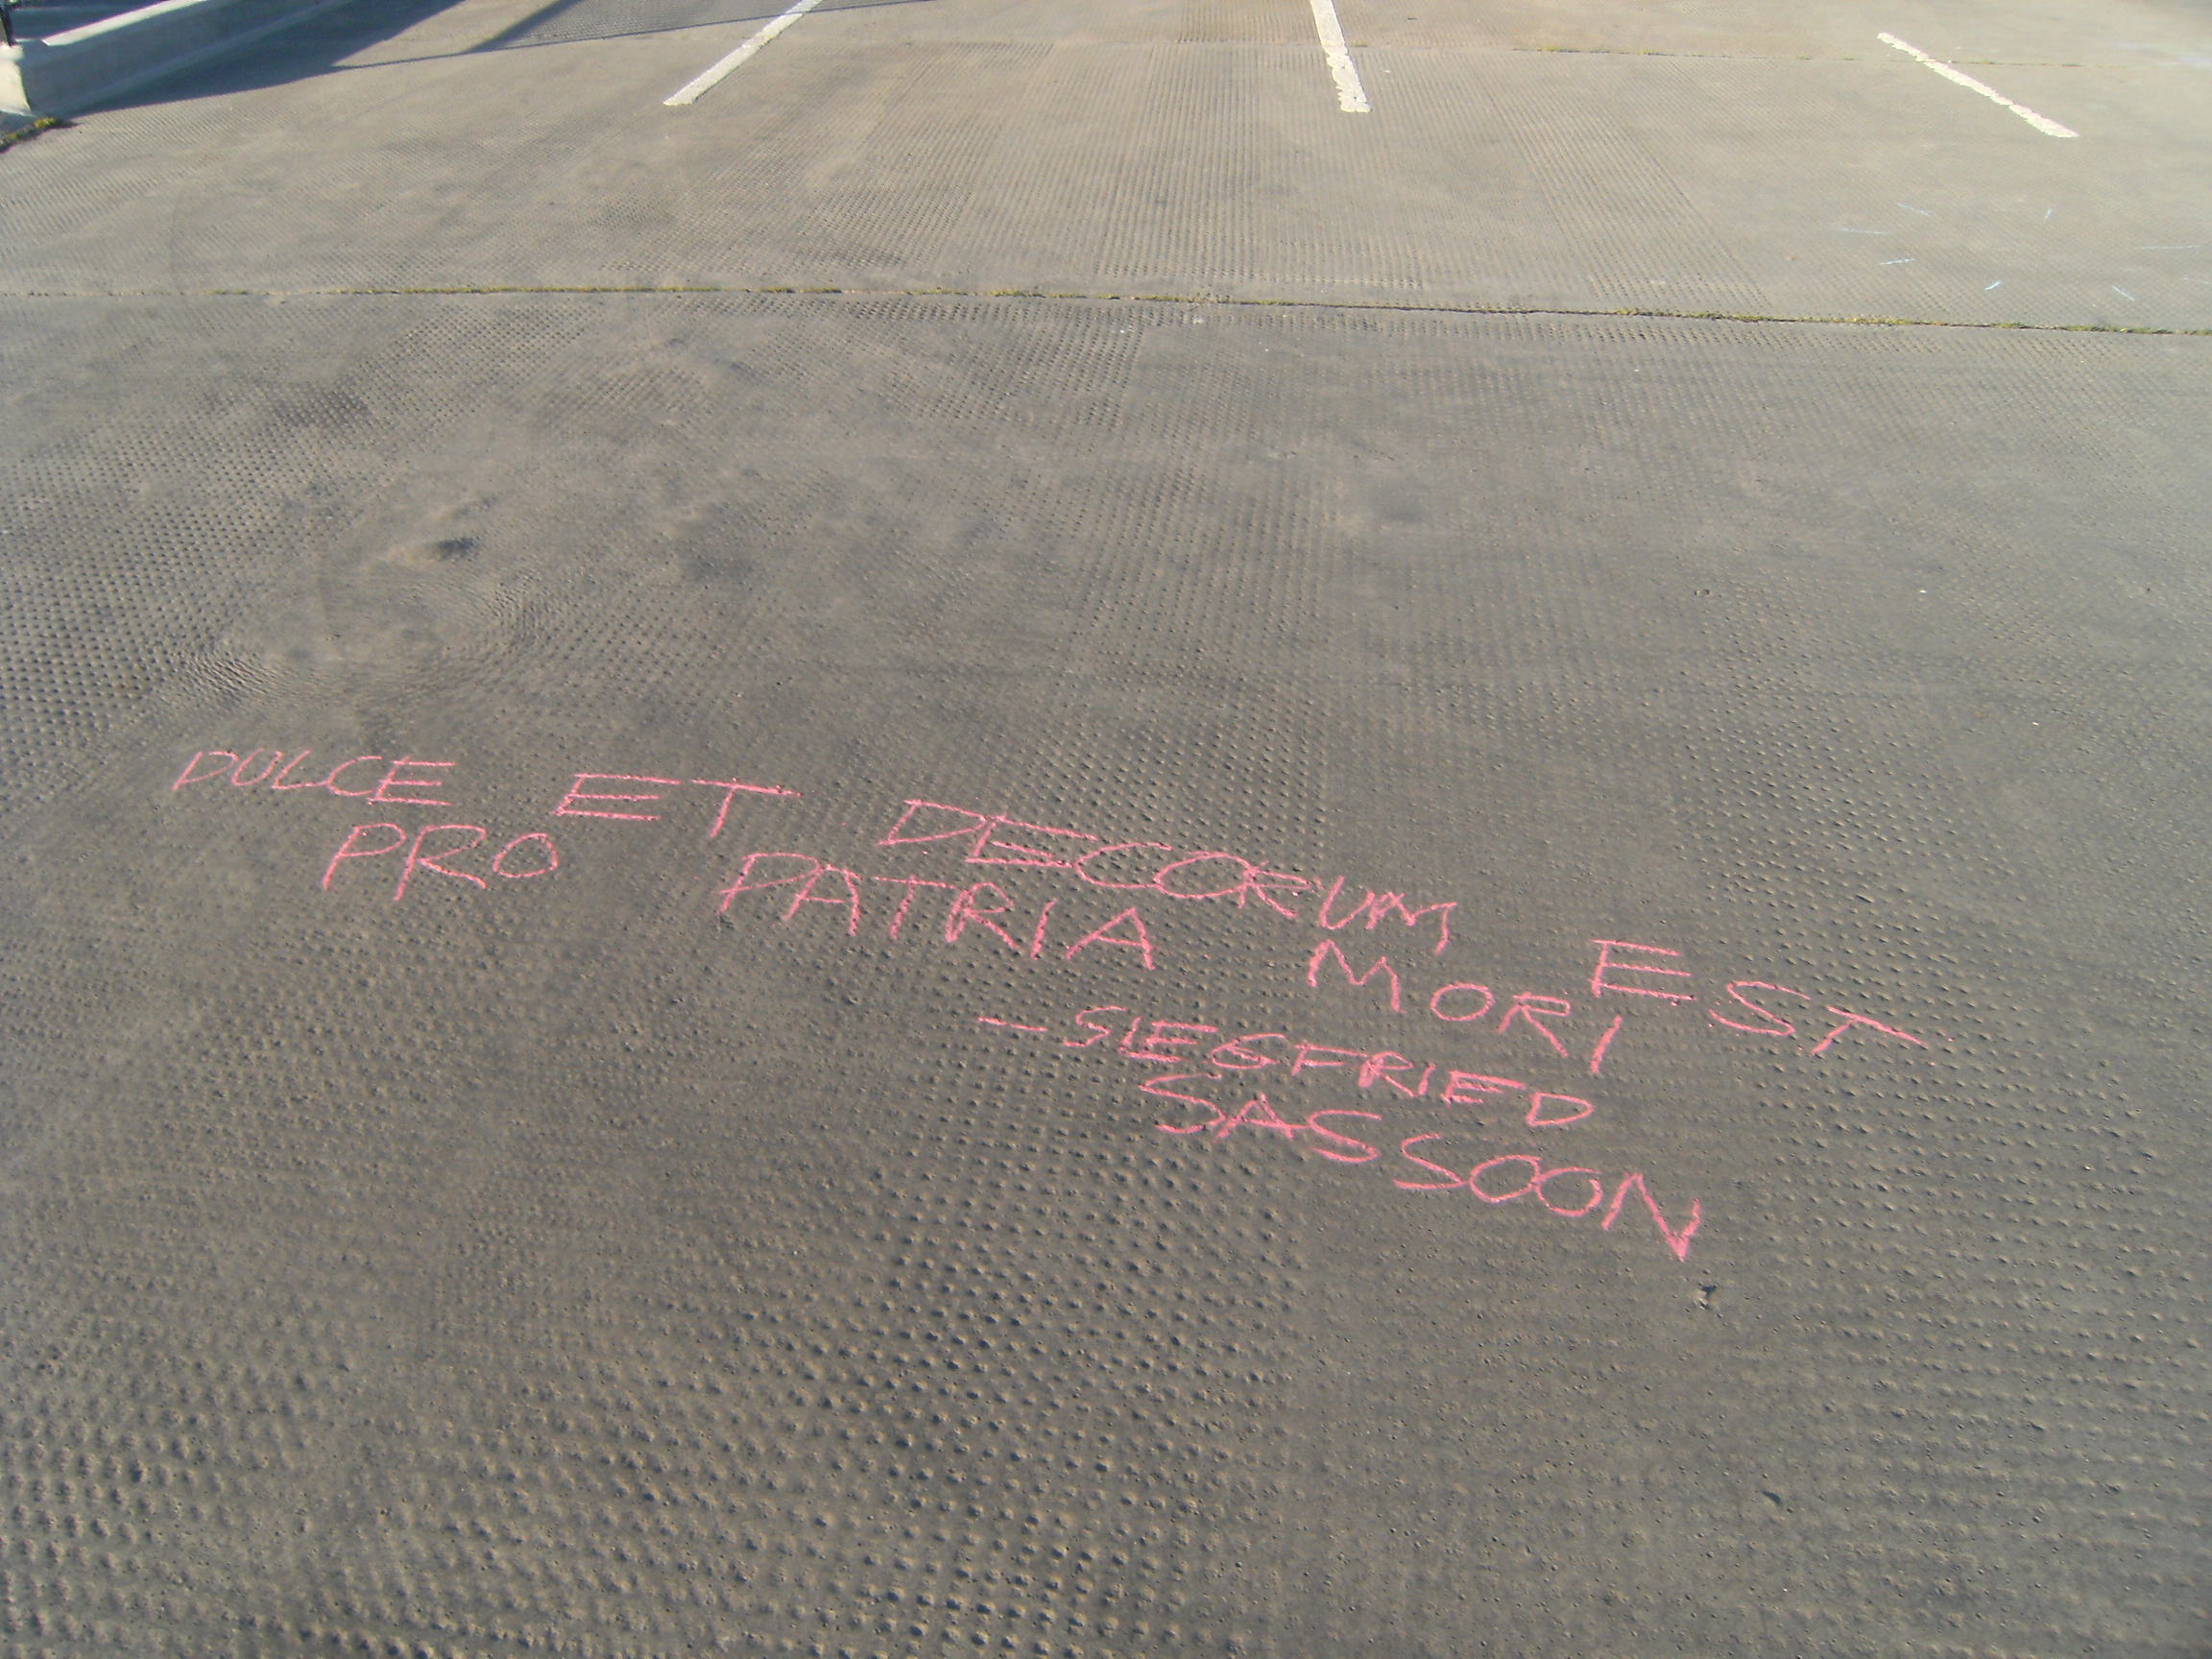 DULCE ET DECORUM EST
PRO PATRIA MORI
- SIEGFRIED
SASSOON